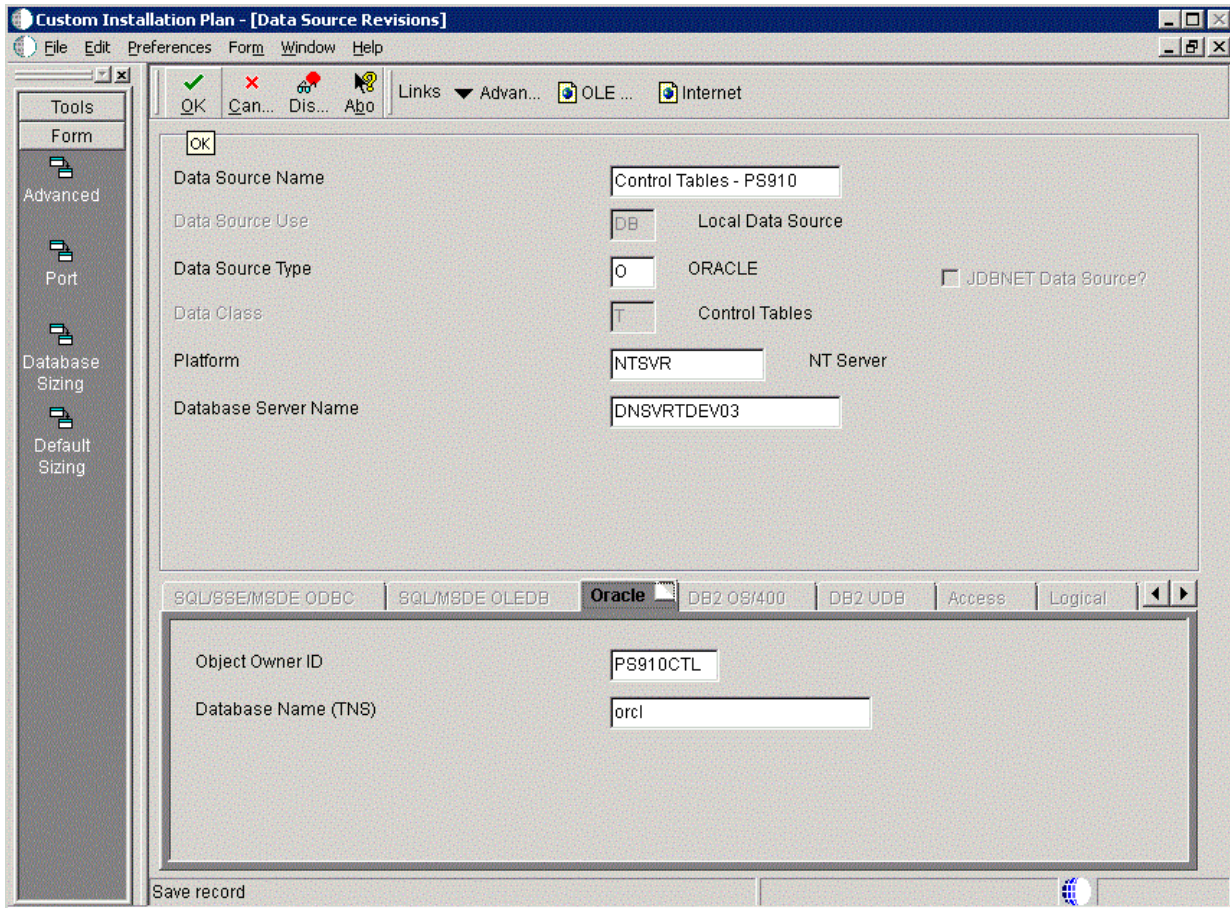 Custom Installation Plan - [Data Source Revisions]
File Edit Preferences Form Window Help
Tools
Form
Advanced
Port
Database
Sizing
Default
Sizing
OK Can... Dis... Abo Links Advan... OLE ... Internet
OK
Data Source Name Control Tables - PS910
Data Source Use DB Local Data Source
Data Source Type O ORACLE JDBNET Data Source?
Data Class T Control Tables
Platform NTSVR NT Server
Database Server Name DNSVRTDEV03
SQL/SSE/MSDE ODBC SQL/MSDE OLEDB Oracle DB2 OS/400 DB2 UDB Access Logical
Object Owner ID PS910CTL
Database Name (TNS) orcl
Save record